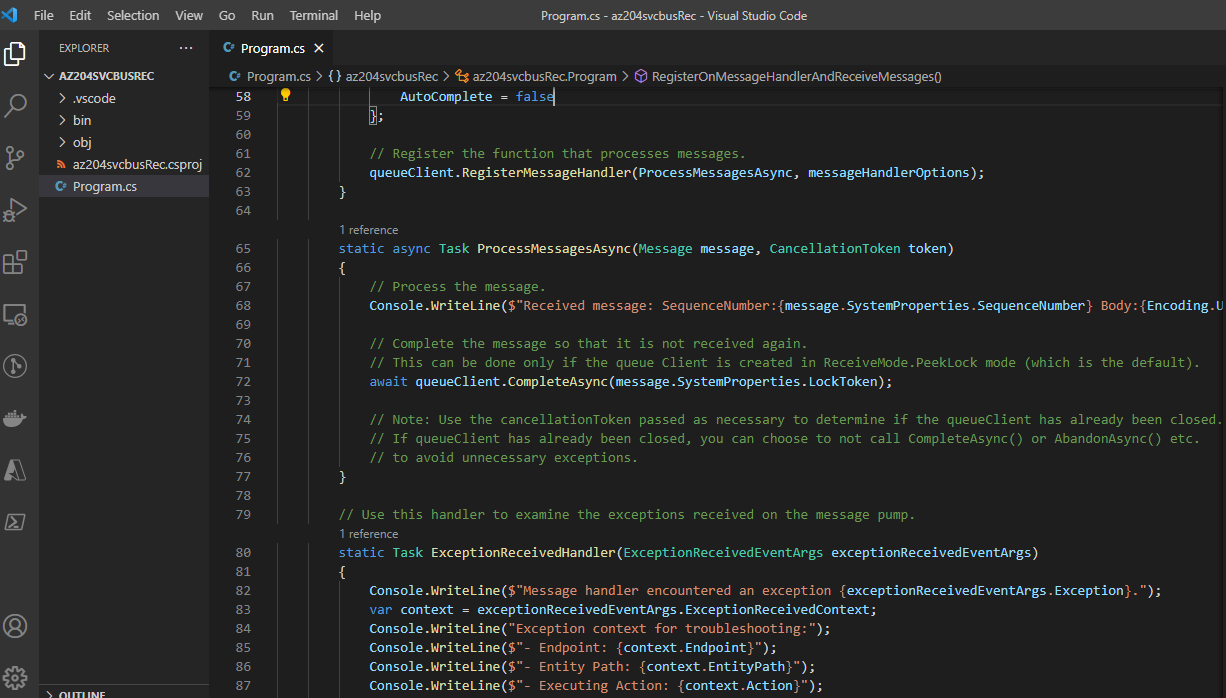 File Edit Selection View Go Run Terminal Help Program.cs - az204svcbusRec - Visual Studio Code
EXPLORER ···
AZ204SVCBUSREC
.vscode
bin
obj
az204svcbusRec.csproj
Program.cs
OUTLINE
Program.cs
Program.cs > {} az204svcbusRec > az204svcbusRec.Program > RegisterOnMessageHandlerAndReceiveMessages()
58 AutoComplete = false
59 };
60
61 // Register the function that processes messages.
62 queueClient.RegisterMessageHandler(ProcessMessagesAsync, messageHandlerOptions);
63 }
64
1 reference
65 static async Task ProcessMessagesAsync(Message message, CancellationToken token)
66 {
67 // Process the message.
68 Console.WriteLine($"Received message: SequenceNumber:{message.SystemProperties.SequenceNumber} Body:{Encoding.U
69
70 // Complete the message so that it is not received again.
71 // This can be done only if the queue Client is created in ReceiveMode.PeekLock mode (which is the default).
72 await queueClient.CompleteAsync(message.SystemProperties.LockToken);
73
74 // Note: Use the cancellationToken passed as necessary to determine if the queueClient has already been closed.
75 // If queueClient has already been closed, you can choose to not call CompleteAsync() or AbandonAsync() etc.
76 // to avoid unnecessary exceptions.
77 }
78
79 // Use this handler to examine the exceptions received on the message pump.
1 reference
80 static Task ExceptionReceivedHandler(ExceptionReceivedEventArgs exceptionReceivedEventArgs)
81 {
82 Console.WriteLine($"Message handler encountered an exception {exceptionReceivedEventArgs.Exception}.");
83 var context = exceptionReceivedEventArgs.ExceptionReceivedContext;
84 Console.WriteLine("Exception context for troubleshooting:");
85 Console.WriteLine($"- Endpoint: {context.Endpoint}");
86 Console.WriteLine($"- Entity Path: {context.EntityPath}");
87 Console.WriteLine($"- Executing Action: {context.Action}");